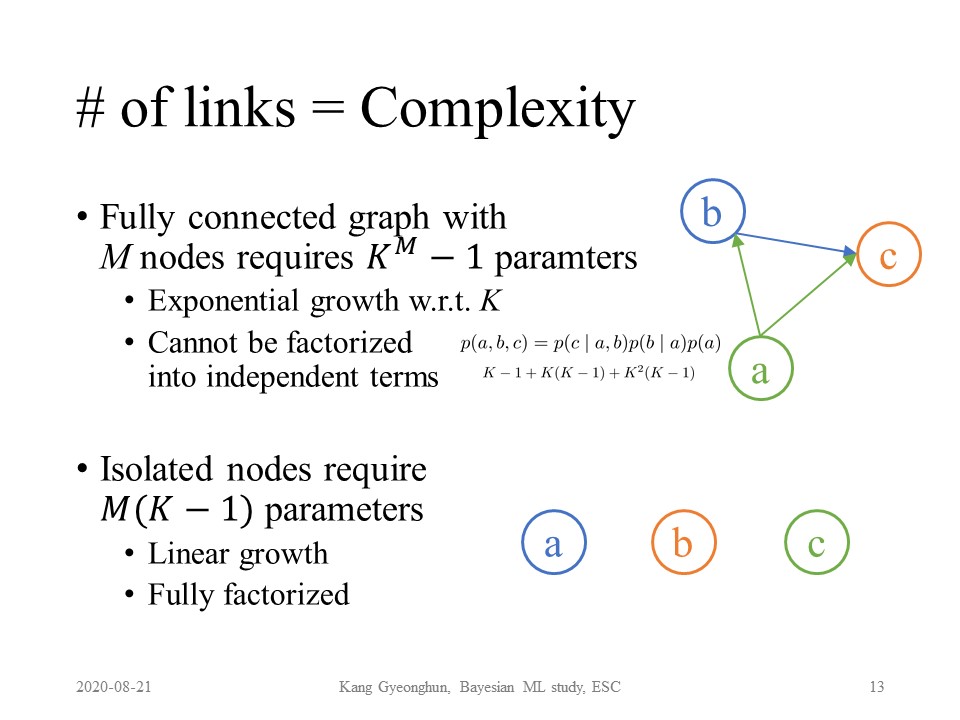 # of links = Complexity
• Fully connected graph with
M nodes requires $K^M - 1$ paramters
• Exponential growth w.r.t. K
• Cannot be factorized
into independent terms
p(a, b, c) = p(c | a, b)p(b | a)p(a)
$K - 1 + K(K - 1) + K^2(K - 1)$
b
c
a
• Isolated nodes require
M(K − 1) parameters
• Linear growth
• Fully factorized
a b c
2020-08-21 Kang Gyeonghun, Bayesian ML study, ESC 13